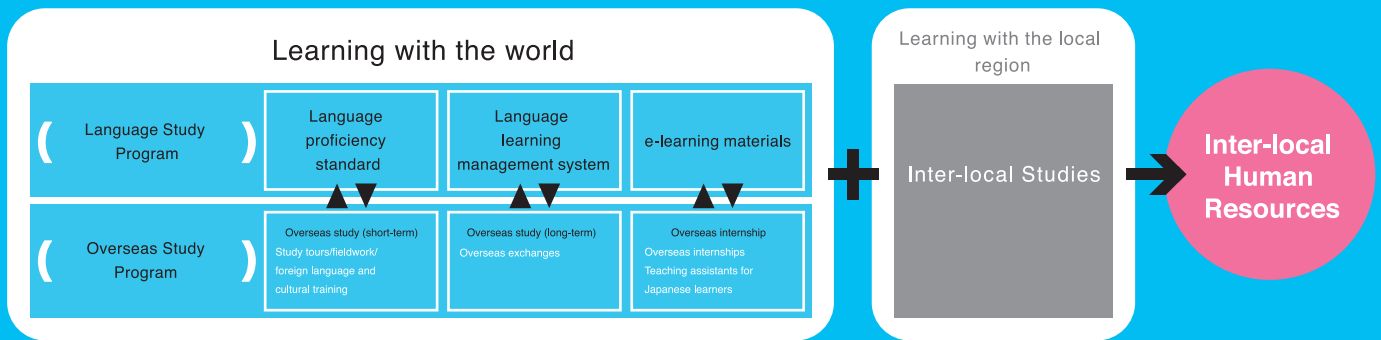 Learning with the world
Language Study
Program
Language
proficiency
standard
Language
learning
management system
e-learning materials
Overseas Study
Program
Overseas study (short-term)
Study tours/fieldwork/
foreign language and
cultural training
Overseas study (long-term)
Overseas exchanges
Overseas internship
Overseas internships
Teaching assistants for
Japanese learners
Learning with the local
region
Inter-local Studies
Inter-local
Human
Resources